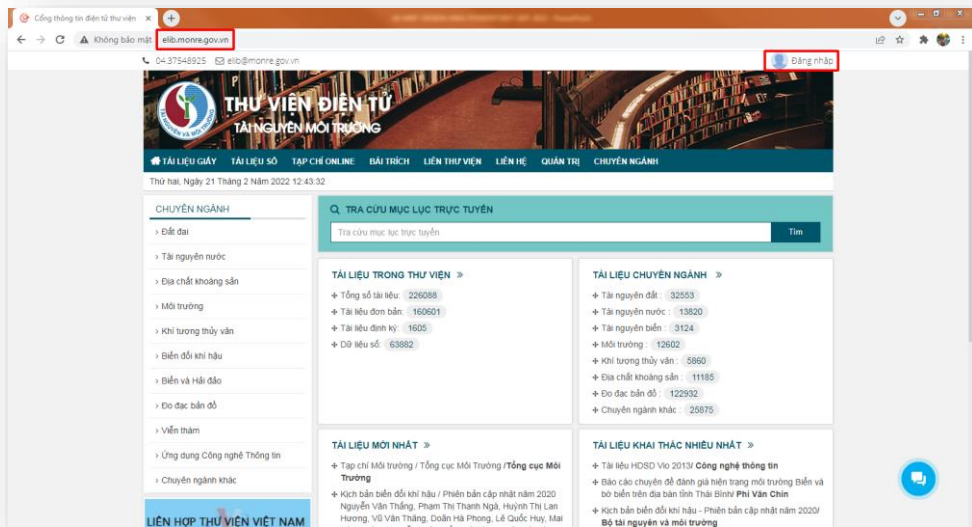 Cổng thông tin điện tử thư viện
Không bảo mật elib.monre.gov.vn
04.37548925 elib@monre.gov.vn Đăng nhập
THƯ VIỆN ĐIỆN TỬ
TÀI NGUYÊN MÔI TRƯỜNG
TÀI NGUYÊN VÀ MÔI TRƯỜNG
TÀI LIỆU GIẤY TÀI LIỆU SỐ TẠP CHÍ ONLINE BÀI TRÍCH LIÊN THƯ VIỆN LIÊN HỆ QUẢN TRỊ CHUYÊN NGÀNH
Thứ hai, Ngày 21 Tháng 2 Năm 2022 12:43:32
CHUYÊN NGÀNH
› Đất đai
› Tài nguyên nước
› Địa chất khoáng sản
› Môi trường
› Khí tượng thủy văn
› Biến đổi khí hậu
› Biển và Hải đảo
› Đo đạc bản đồ
› Viễn thám
› Ứng dụng Công nghệ Thông tin
› Chuyên ngành khác
LIÊN HỢP THƯ VIỆN VIỆT NAM
TRA CỨU MỤC LỤC TRỰC TUYẾN
Tra cứu mục lục trực tuyến Tìm
TÀI LIỆU TRONG THƯ VIỆN »
Tổng số tài liệu: 226088
Tài liệu đơn bản: 160601
Tài liệu định kỳ: 1605
Dữ liệu số: 63882
TÀI LIỆU CHUYÊN NGÀNH »
Tài nguyên đất : 32553
Tài nguyên nước : 13820
Tài nguyên biển : 3124
Môi trường : 12602
Khí tượng thủy văn : 5860
Địa chất khoáng sản : 11185
Đo đạc bản đồ : 122932
Chuyên ngành khác : 25875
TÀI LIỆU MỚI NHẤT »
Tạp chí Môi trường / Tổng cục Môi Trường /Tổng cục Môi
Trường
Kịch bản biến đổi khí hậu / Phiên bản cập nhật năm 2020
Nguyễn Văn Thắng, Phạm Thị Thanh Ngà, Huỳnh Thị Lan
Hương, Vũ Văn Thăng, Doãn Hà Phong, Lê Quốc Huy, Mai
TÀI LIỆU KHAI THÁC NHIỀU NHẤT »
Tài liệu HDSD Vio 2013/ Công nghệ thông tin
Báo cáo chuyên đề đánh giá hiện trạng môi trường Biển và
bờ biển trên địa bàn tỉnh Thái Bình/ Phí Văn Chín
Kịch bản biến đổi khí hậu - Phiên bản cập nhật năm 2020/
Bộ tài nguyên và môi trường